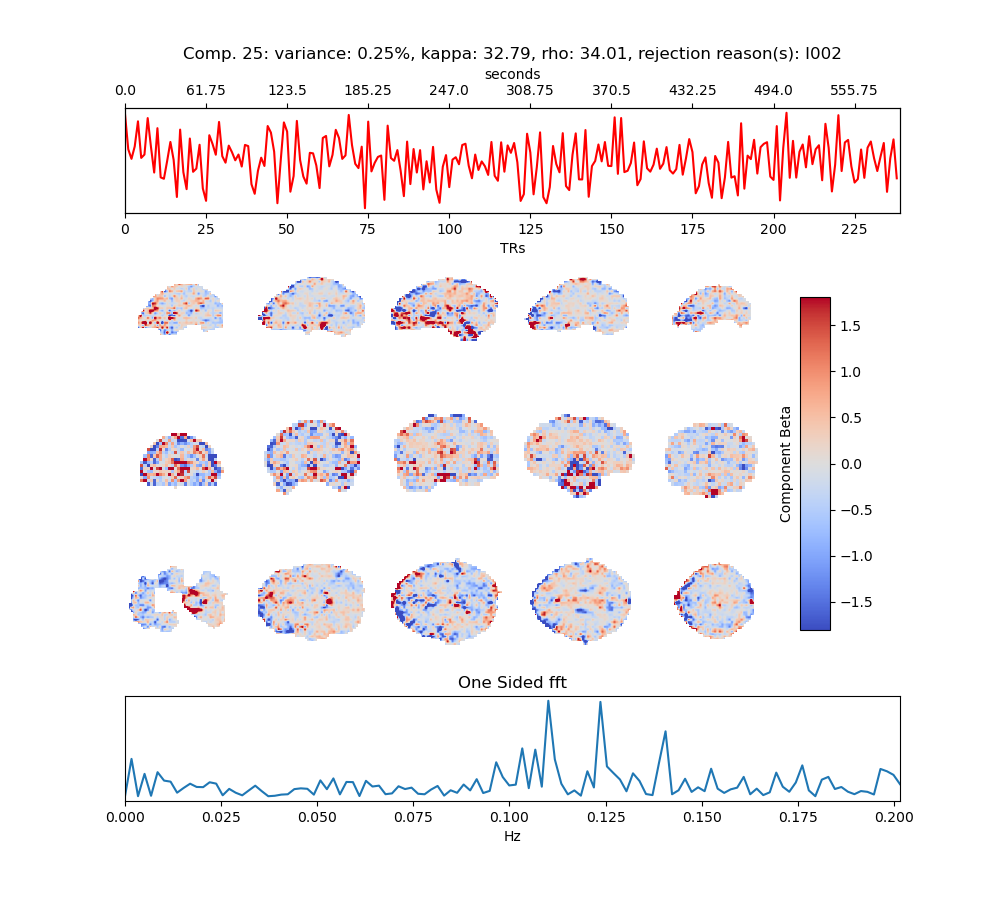 Comp. 25: variance: 0.25%, kappa: 32.79, rho: 34.01, rejection reason(s): I002
seconds
0.0 61.75 123.5 185.25 247.0 308.75 370.5 432.25 494.0 555.75
0 25 50 75 100 125 150 175 200 225
TRs
1.5
1.0
0.5
0.0
−0.5
−1.0
−1.5
Component Beta
One Sided fft
0.000 0.025 0.050 0.075 0.100 0.125 0.150 0.175 0.200
Hz